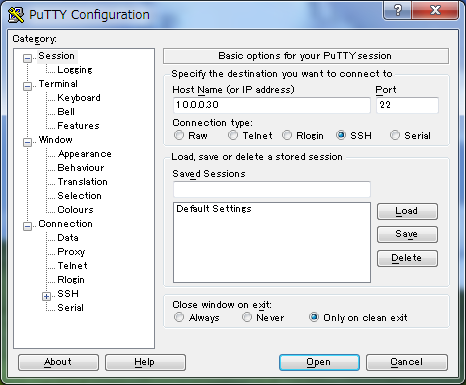 PuTTY Configuration
Category:
Session
Logging
Terminal
Keyboard
Bell
Features
Window
Appearance
Behaviour
Translation
Selection
Colours
Connection
Data
Proxy
Telnet
Rlogin
SSH
Serial
Basic options for your PuTTY session
Specify the destination you want to connect to
Host Name (or IP address) Port
10.0.0.30 22
Connection type:
Raw Telnet Rlogin SSH Serial
Load, save or delete a stored session
Saved Sessions
Default Settings
Load
Save
Delete
Close window on exit:
Always Never Only on clean exit
About Help Open Cancel